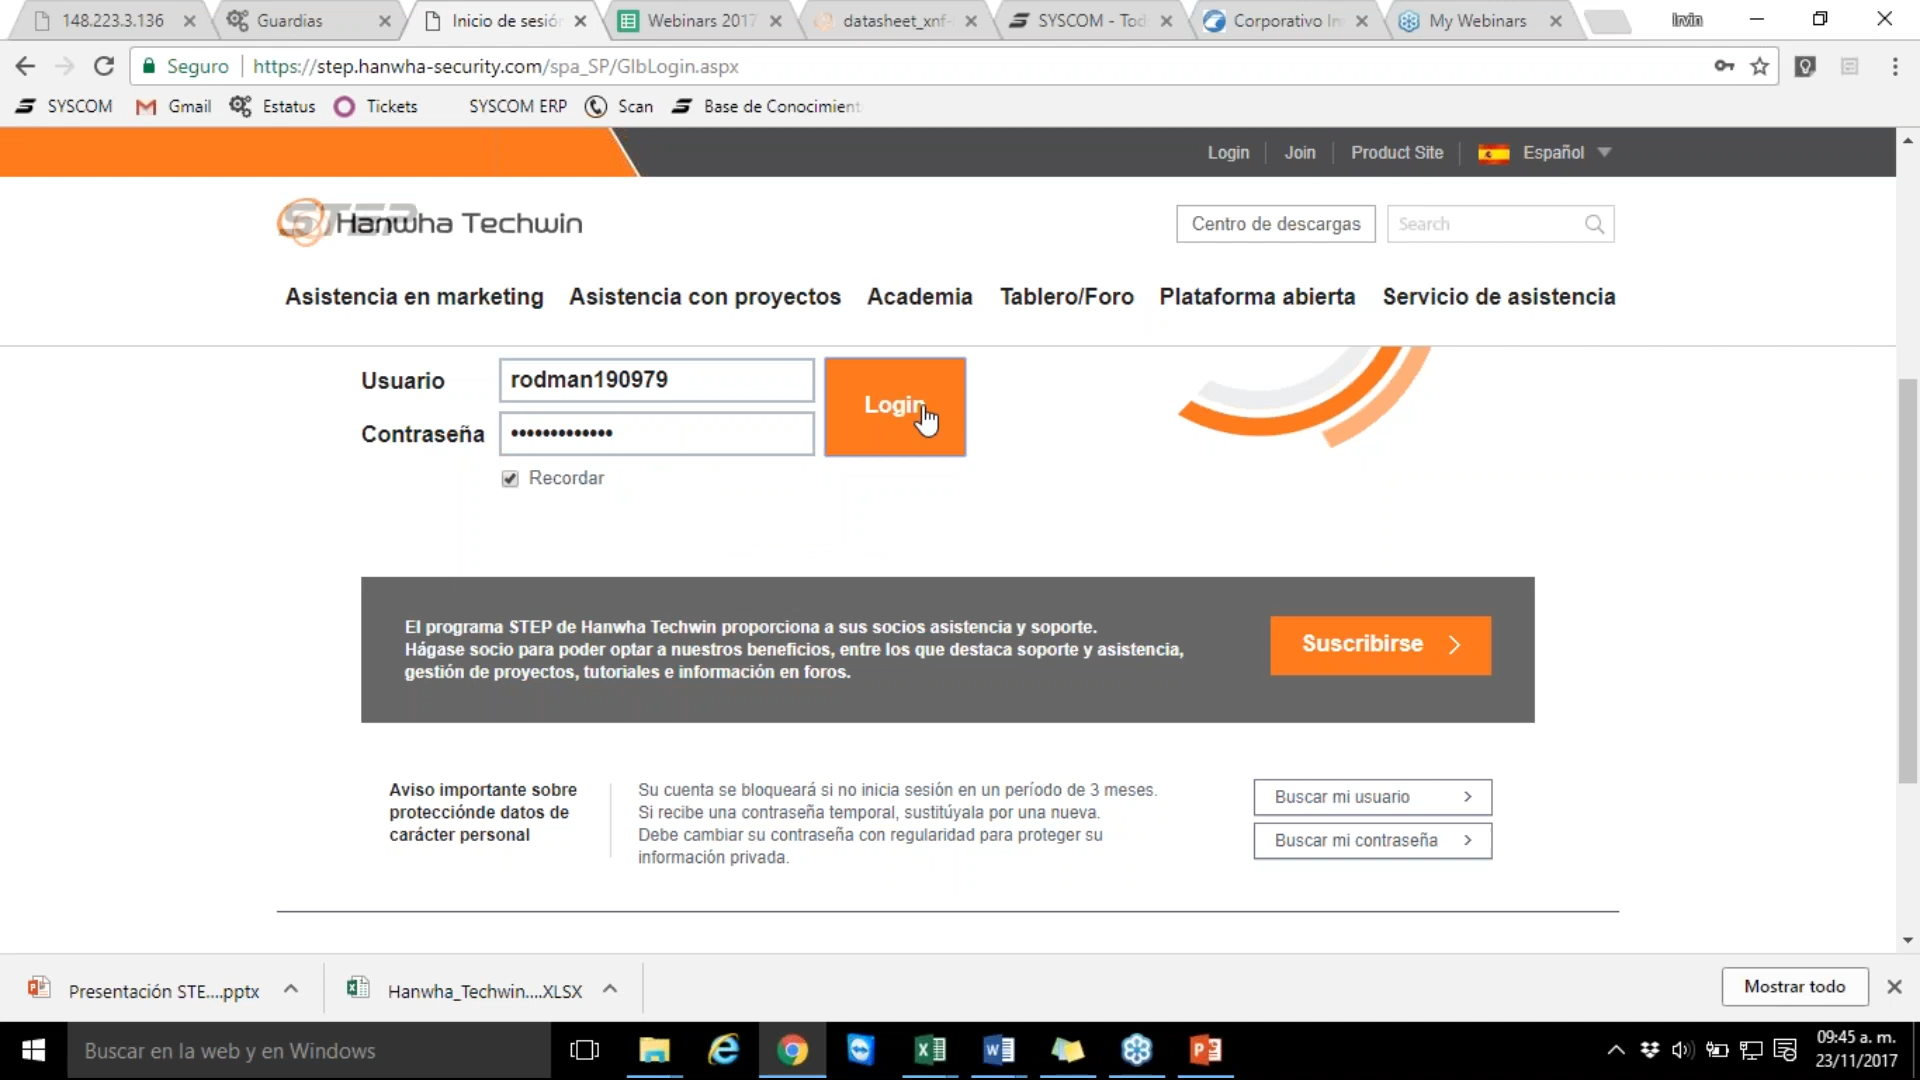 148.223.3.136
Guardias
Inicio de sesión
Webinars 2017
datasheet_xnf-
SYSCOM - Tod
Corporativo In
My Webinars
Irvin
Seguro
https://step.hanwha-security.com/spa_SP/GlbLogin.aspx
SYSCOM
Gmail
Estatus
Tickets
SYSCOM ERP
Scan
Base de Conocimient
Login
Join
Product Site
Español
STEP
Hanwha Techwin
Centro de descargas
Search
Asistencia en marketing
Asistencia con proyectos
Academia
Tablero/Foro
Plataforma abierta
Servicio de asistencia
Usuario
rodman190979
Login
Contraseña
•••••••••••••
Recordar
El programa STEP de Hanwha Techwin proporciona a sus socios asistencia y soporte.
Hágase socio para poder optar a nuestros beneficios, entre los que destaca soporte y asistencia,
gestión de proyectos, tutoriales e información en foros.
Suscribirse
Aviso importante sobre
protecciónde datos de
carácter personal
Su cuenta se bloqueará si no inicia sesión en un período de 3 meses.
Si recibe una contraseña temporal, sustitúyala por una nueva.
Debe cambiar su contraseña con regularidad para proteger su
información privada.
Buscar mi usuario
Buscar mi contraseña
Presentación STE....pptx
Hanwha_Techwin....XLSX
Mostrar todo
Buscar en la web y en Windows
09:45 a. m.
23/11/2017